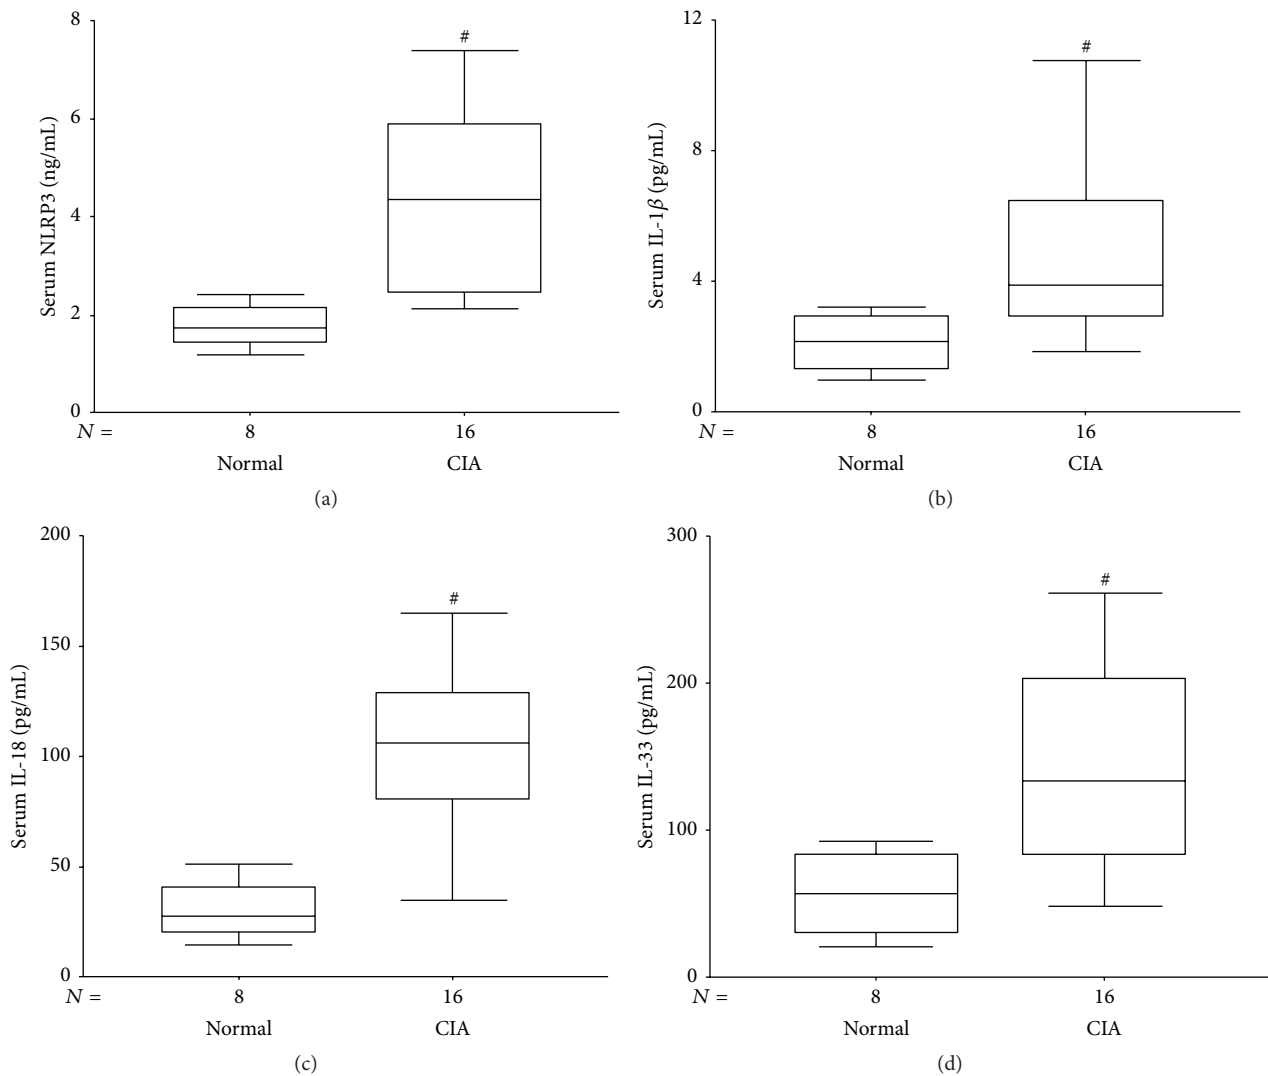 8
6
4
2
0
Serum NLRP3 (ng/mL)
#
N =
8
16
Normal
CIA
(a)
12
8
4
0
Serum IL-1β (pg/mL)
#
N =
8
16
Normal
CIA
(b)
200
150
100
50
0
Serum IL-18 (pg/mL)
#
N =
8
16
Normal
CIA
(c)
300
200
100
0
Serum IL-33 (pg/mL)
#
N =
8
16
Normal
CIA
(d)